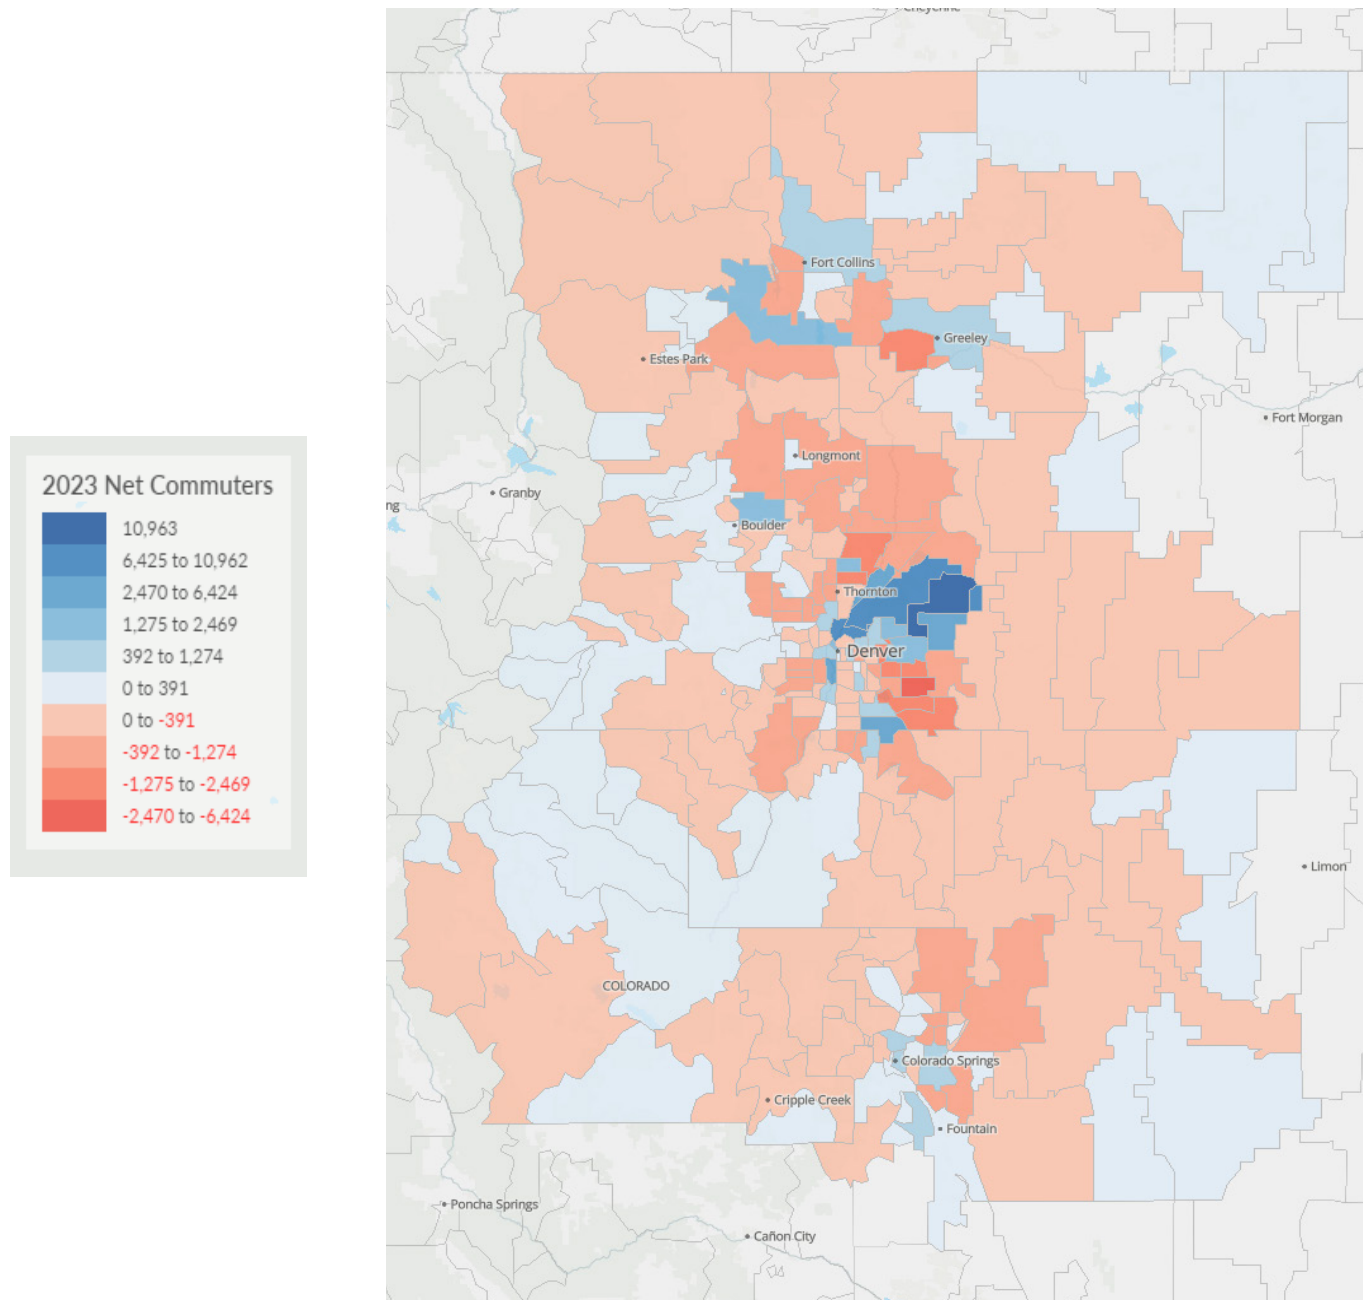 Cheyenne
Fort Collins
Greeley
Estes Park
Fort Morgan
Longmont
2023 Net Commuters
10,963
6,425 to 10,962
2,470 to 6,424
1,275 to 2,469
392 to 1,274
0 to 391
0 to -391
-392 to -1,274
-1,275 to -2,469
-2,470 to -6,424
Granby
ng
Boulder
Thornton
Denver
Limon
COLORADO
Colorado Springs
Cripple Creek
Fountain
Poncha Springs
Cañon City